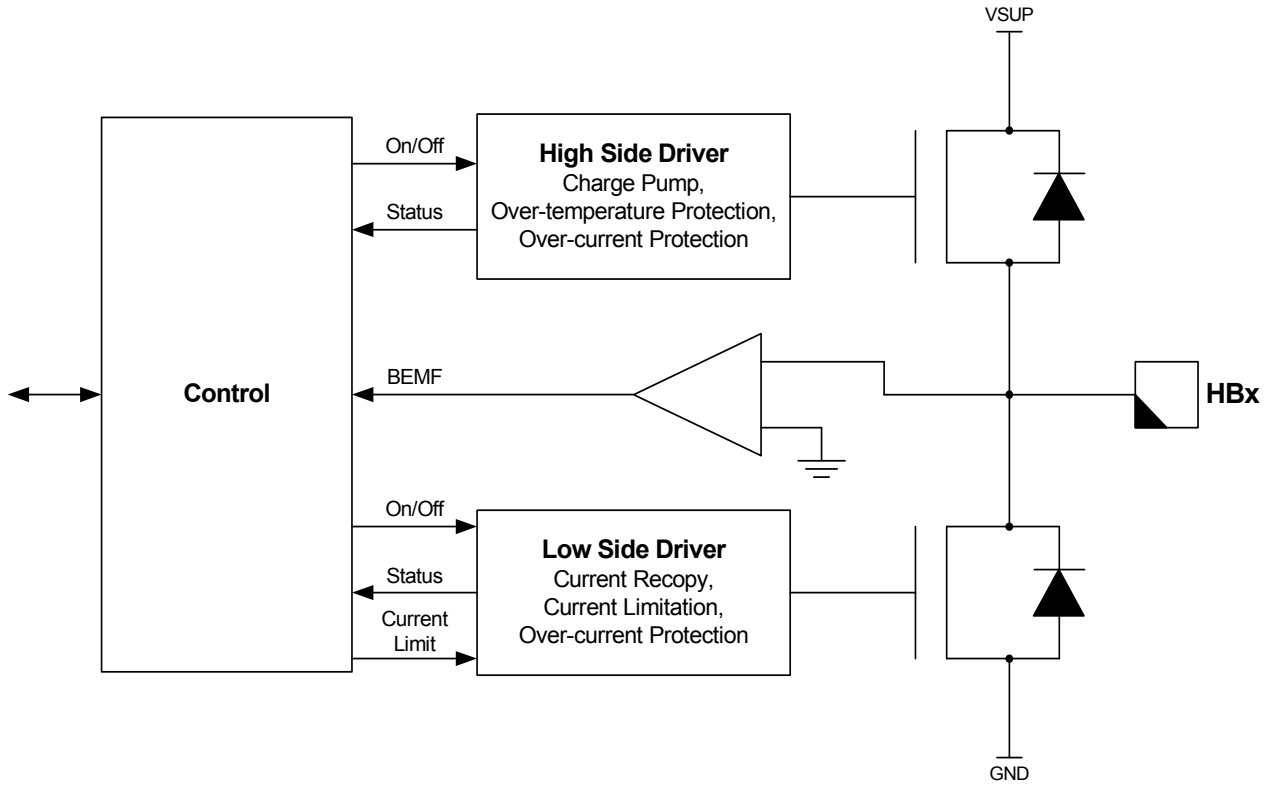 VSUP
On/Off
Status
High Side Driver
Charge Pump,
Over-temperature Protection,
Over-current Protection
Control
BEMF
HBx
On/Off
Status
Current
Limit
Low Side Driver
Current Recopy,
Current Limitation,
Over-current Protection
GND